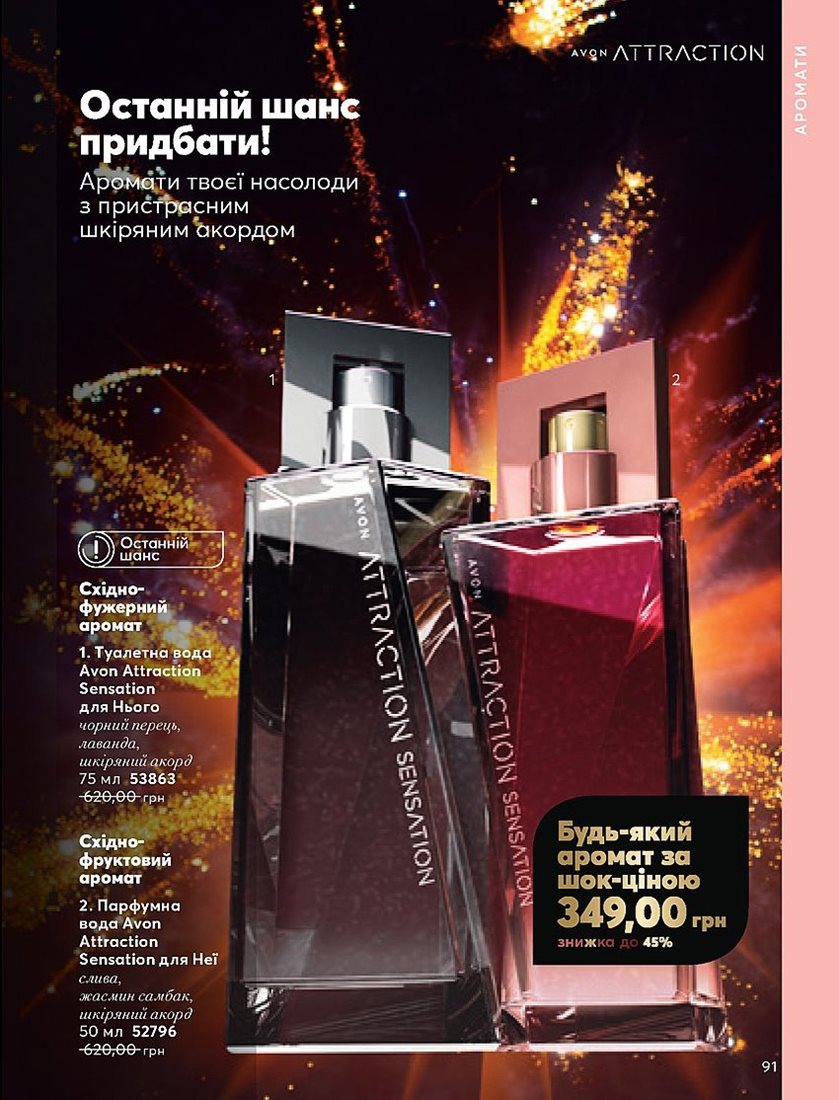 AVON ATTRACTION
АРОМАТИ
Останній шанс
придбати!
Аромати твоєї насолоди
з пристрасним
шкіряним акордом
1
2
AVON ATTRACTION SENSATION
AVON ATTRACTION SENSATION
Останній
шанс
Східно-
фужерний
аромат
1. Туалетна вода
Avon Attraction
Sensation
для Нього
чорний перець,
лаванда,
шкіряний акорд
75 мл 53863
620,00 грн
Східно-
фруктовий
аромат
2. Парфумна
вода Avon
Attraction
Sensation для Неї
слива,
жасмин самбак,
шкіряний акорд
50 мл 52796
620,00 грн
Будь-який
аромат за
шок-ціною
349,00 грн
знижка до 45%
91